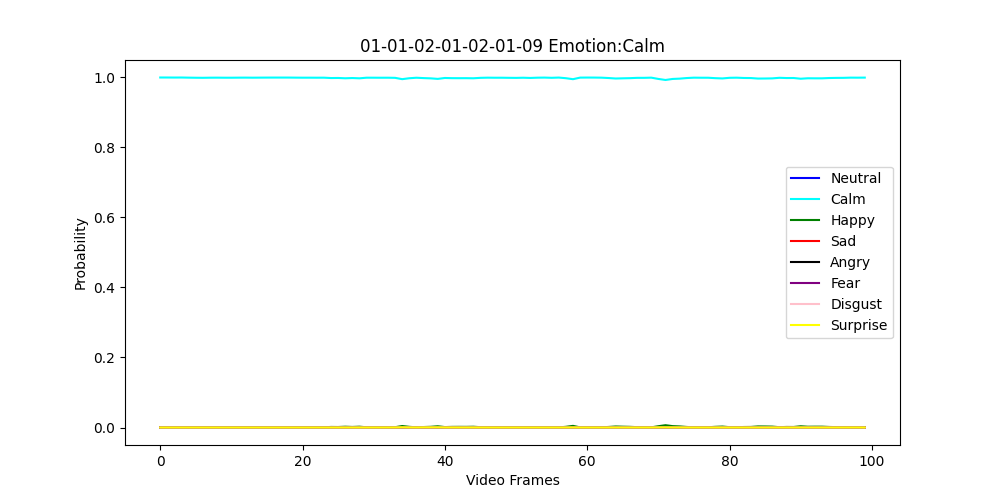 01-01-02-01-02-01-09 Emotion:Calm
1.0
0.8
0.6
0.4
0.2
0.0
Probability
Neutral
Calm
Happy
Sad
Angry
Fear
Disgust
Surprise
0 20 40 60 80 100
Video Frames